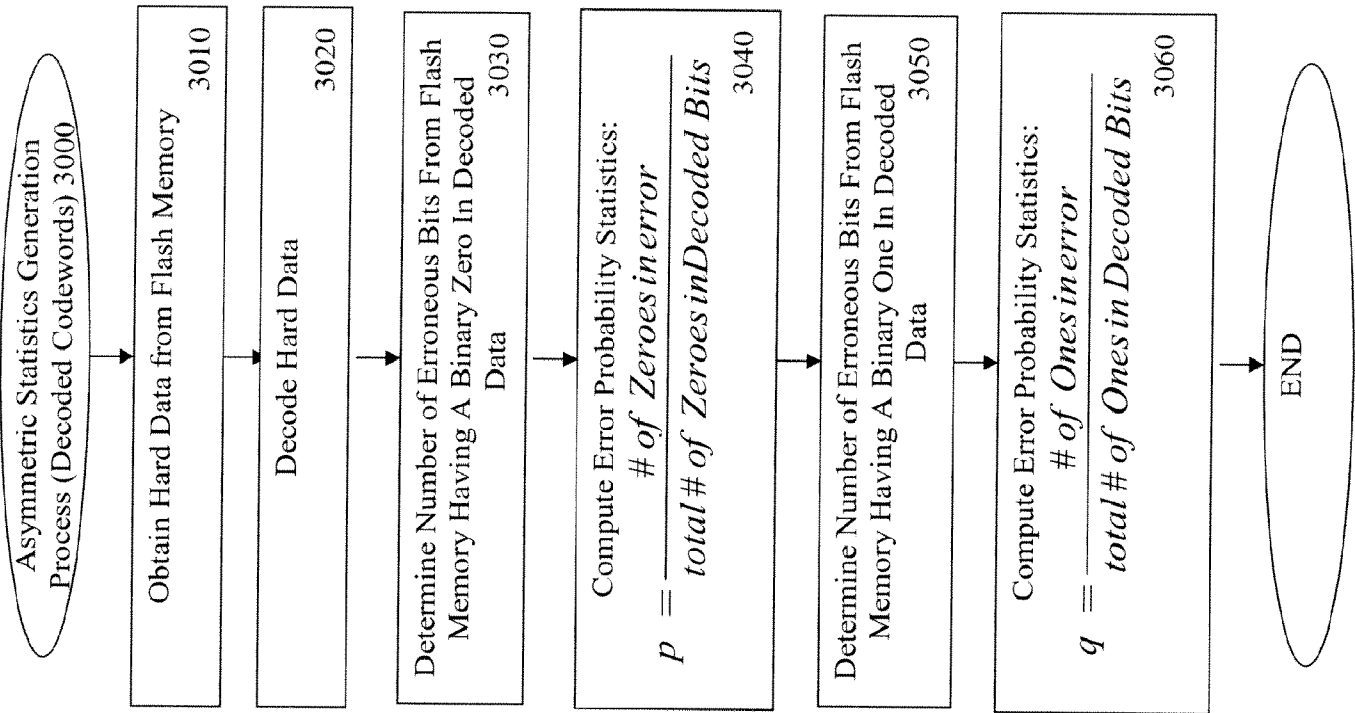 Asymmetric Statistics Generation
Process (Decoded Codewords) 3000
Obtain Hard Data from Flash Memory
3010
Decode Hard Data
3020
Determine Number of Erroneous Bits From Flash
Memory Having A Binary Zero In Decoded
Data
3030
Compute Error Probability Statistics:
p = # of Zeroes in error / total # of Zeroes inDecoded Bits
3040
Determine Number of Erroneous Bits From Flash
Memory Having A Binary One In Decoded
Data
3050
Compute Error Probability Statistics:
q = # of Ones in error / total # of Ones in Decoded Bits
3060
END